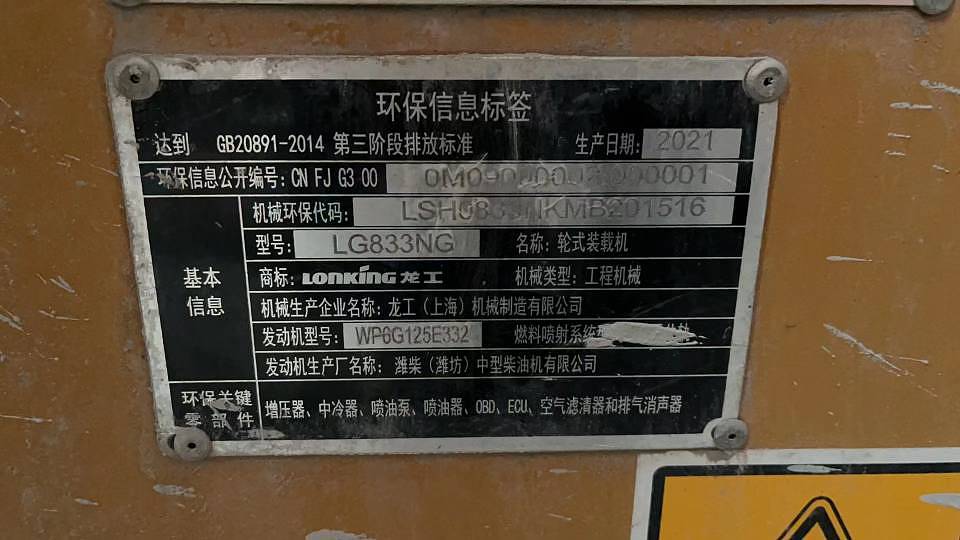 环保信息标签
达到 GB20891-2014 第三阶段排放标准 生产日期: 2021
环保信息公开编号: CN FJ G3 00
机械环保代码:
型号: LG833NG 名称: 轮式装载机
基本信息
商标: LONKING 龙工 机械类型: 工程机械
机械生产企业名称: 龙工（上海）机械制造有限公司
发动机型号: WP6G125E332 燃料喷射系统
发动机生产厂名称: 潍柴（潍坊）中型柴油机有限公司
环保关键零部件 增压器、中冷器、喷油泵、喷油器、OBD、ECU、空气滤清器和排气消声器